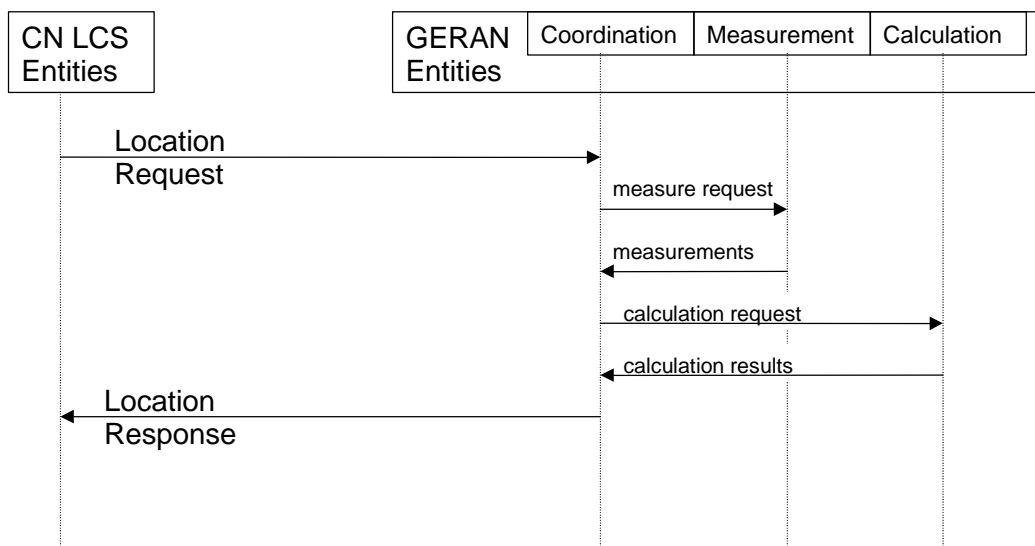 CN LCS
Entities
GERAN
Entities
Coordination
Measurement
Calculation
Location
Request
measure request
measurements
calculation request
calculation results
Location
Response